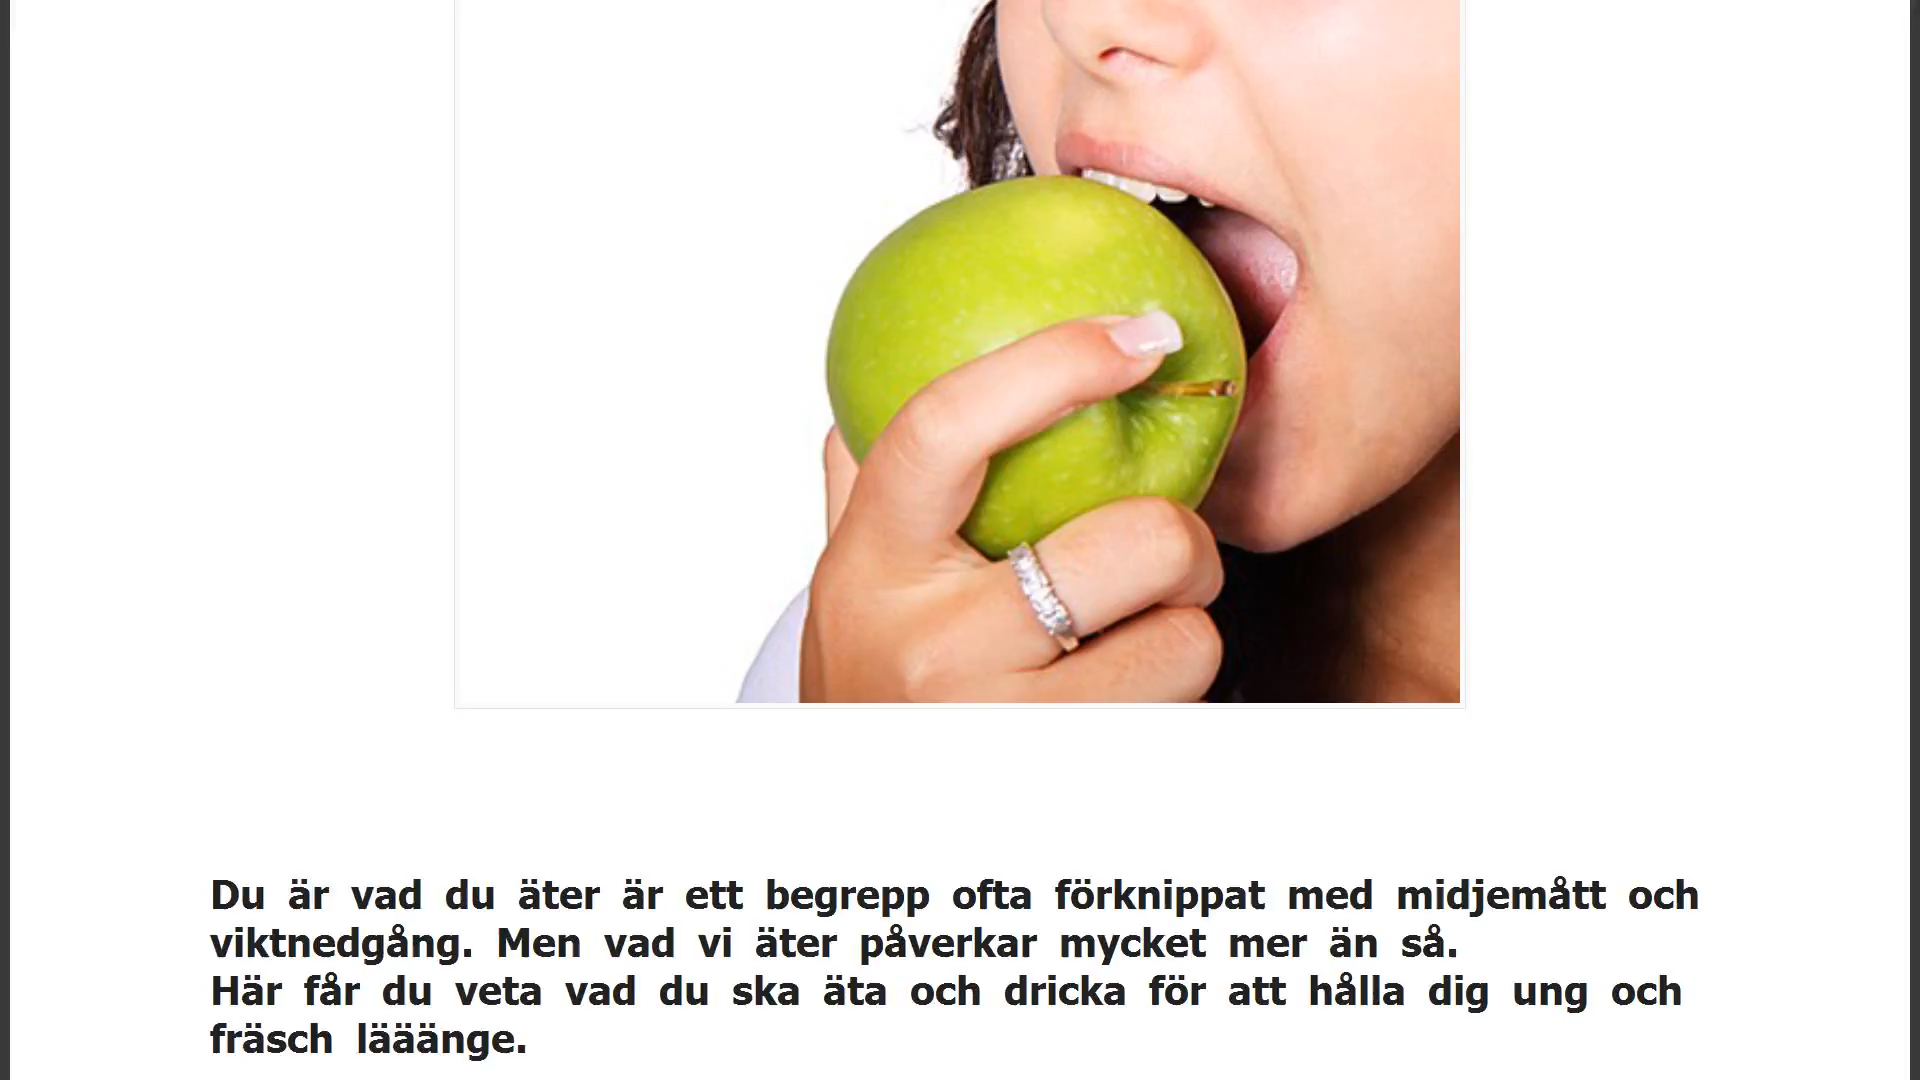 Du är vad du äter är ett begrepp ofta förknippat med midjemått och
viktnedgång. Men vad vi äter påverkar mycket mer än så.
Här får du veta vad du ska äta och dricka för att hålla dig ung och
fräsch lääänge.